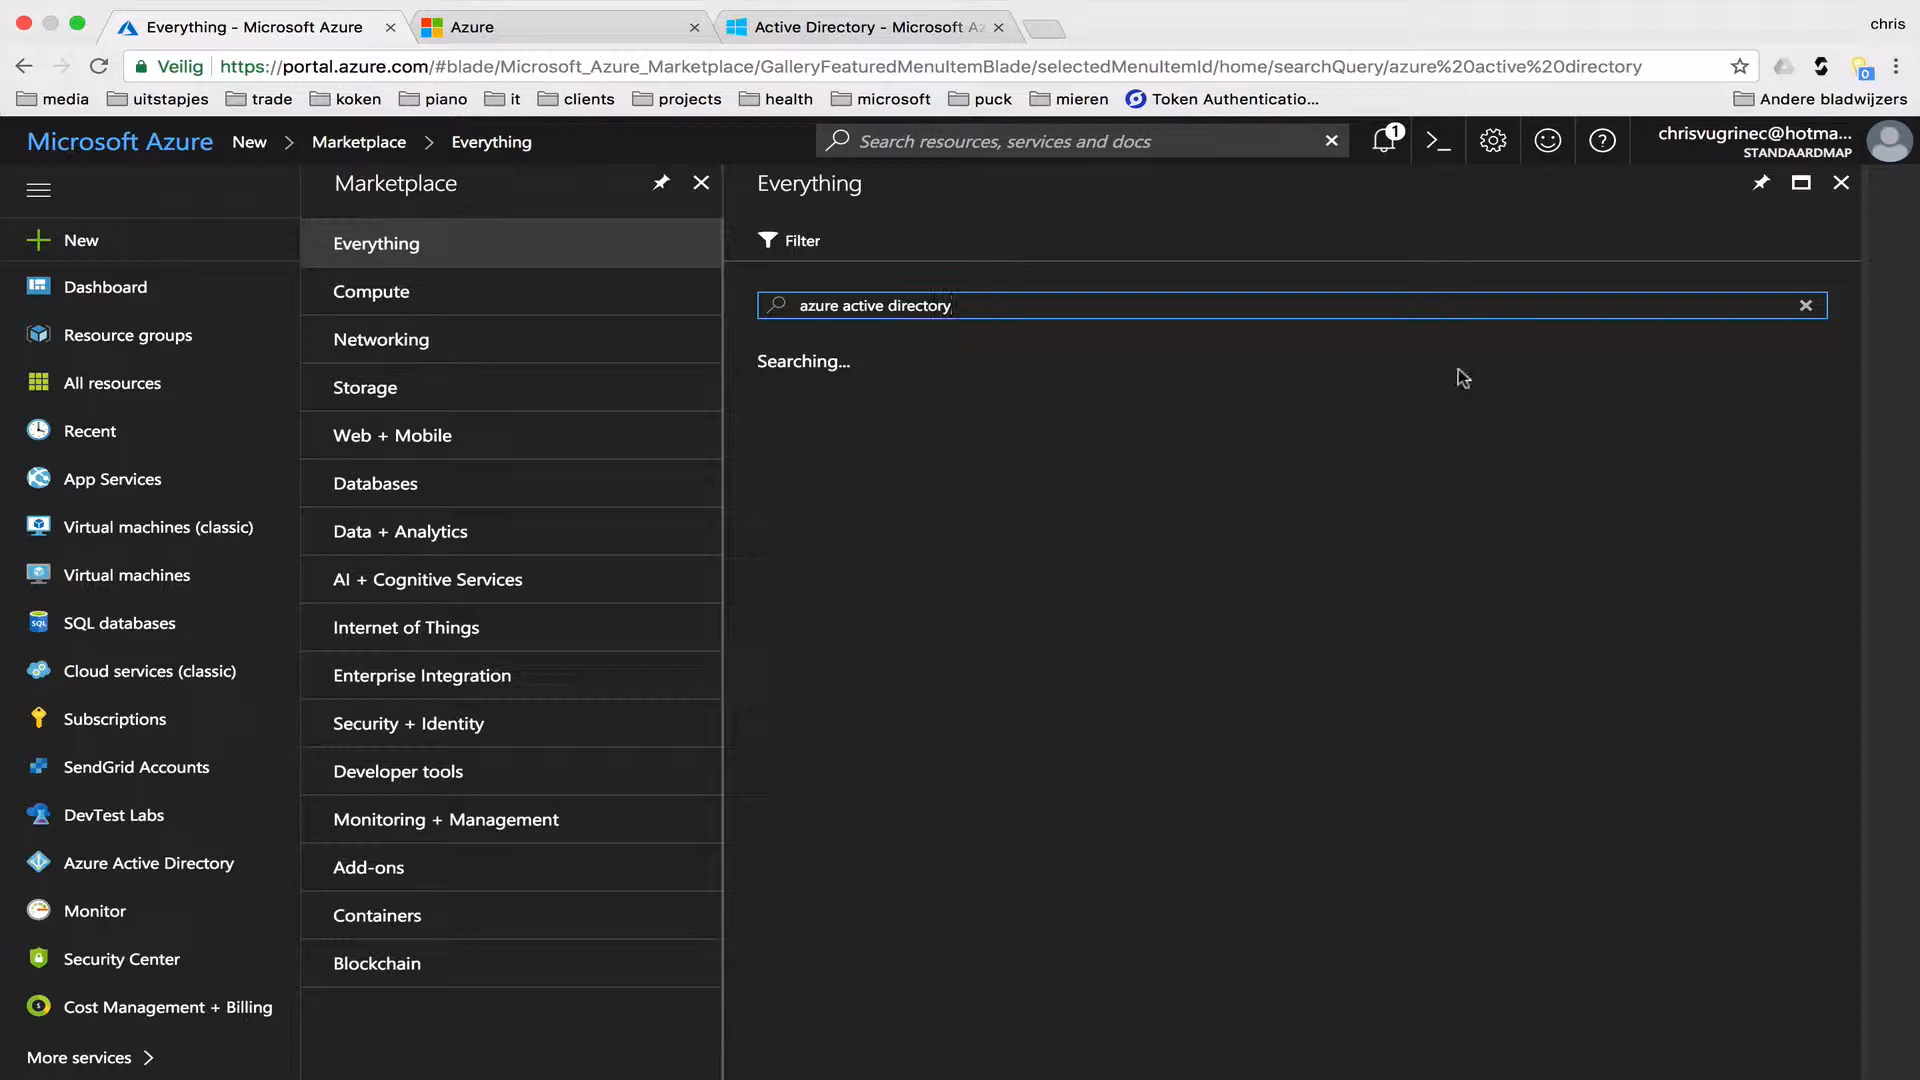 Everything - Microsoft Azure
Azure
Active Directory - Microsoft Az
chris
Veilig
https://portal.azure.com/#blade/Microsoft_Azure_Marketplace/GalleryFeaturedMenuItemBlade/selectedMenuItemId/home/searchQuery/azure%20active%20directory
0
media
uitstapjes
trade
koken
piano
it
clients
projects
health
microsoft
puck
mieren
Token Authenticatio...
Andere bladwijzers
Microsoft Azure
New
Marketplace
Everything
Search resources, services and docs
1
chrisvugrinec@hotma...
STANDAARDMAP
New
Dashboard
Resource groups
All resources
Recent
App Services
Virtual machines (classic)
Virtual machines
SQL
SQL databases
Cloud services (classic)
Subscriptions
SendGrid Accounts
DevTest Labs
Azure Active Directory
Monitor
Security Center
Cost Management + Billing
More services
Marketplace
Everything
Compute
Networking
Storage
Web + Mobile
Databases
Data + Analytics
AI + Cognitive Services
Internet of Things
Enterprise Integration
Security + Identity
Developer tools
Monitoring + Management
Add-ons
Containers
Blockchain
Everything
Filter
azure active directory
Searching...